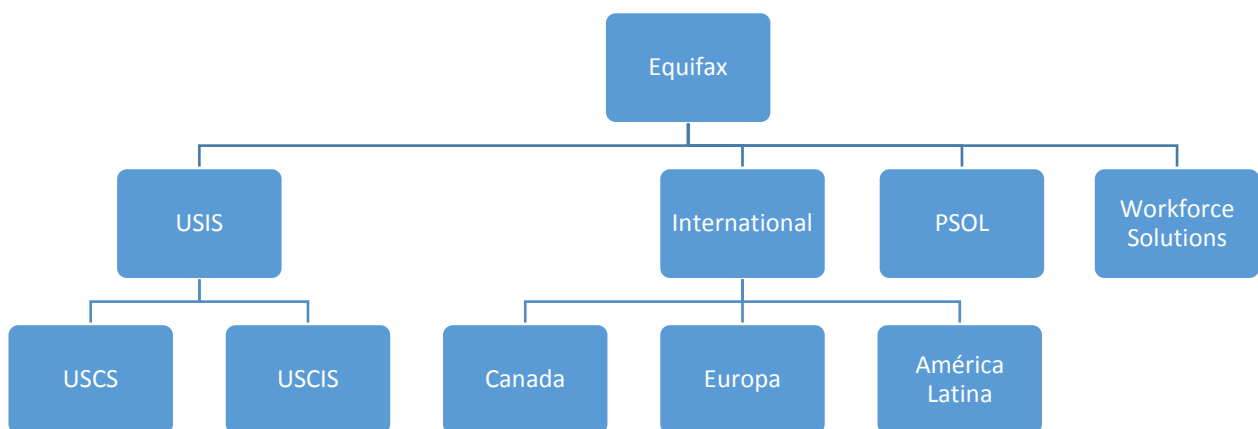 Equifax
USIS
International
PSOL
Workforce
Solutions
USCS
USCIS
Canada
Europa
América
Latina